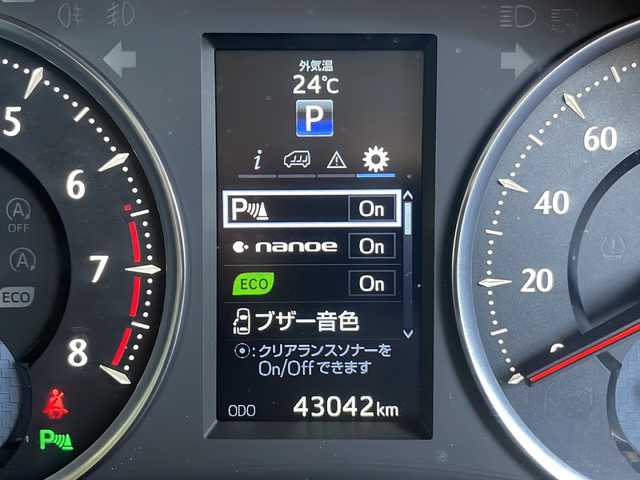 外気温
24℃
P
i
P On
nanoe On
ECO On
ブザー音色
⦿:クリアランスソナーを
On/Offできます
ODO 43042km
5
6
7
8
A
OFF
A
ECO
P
60
40
20